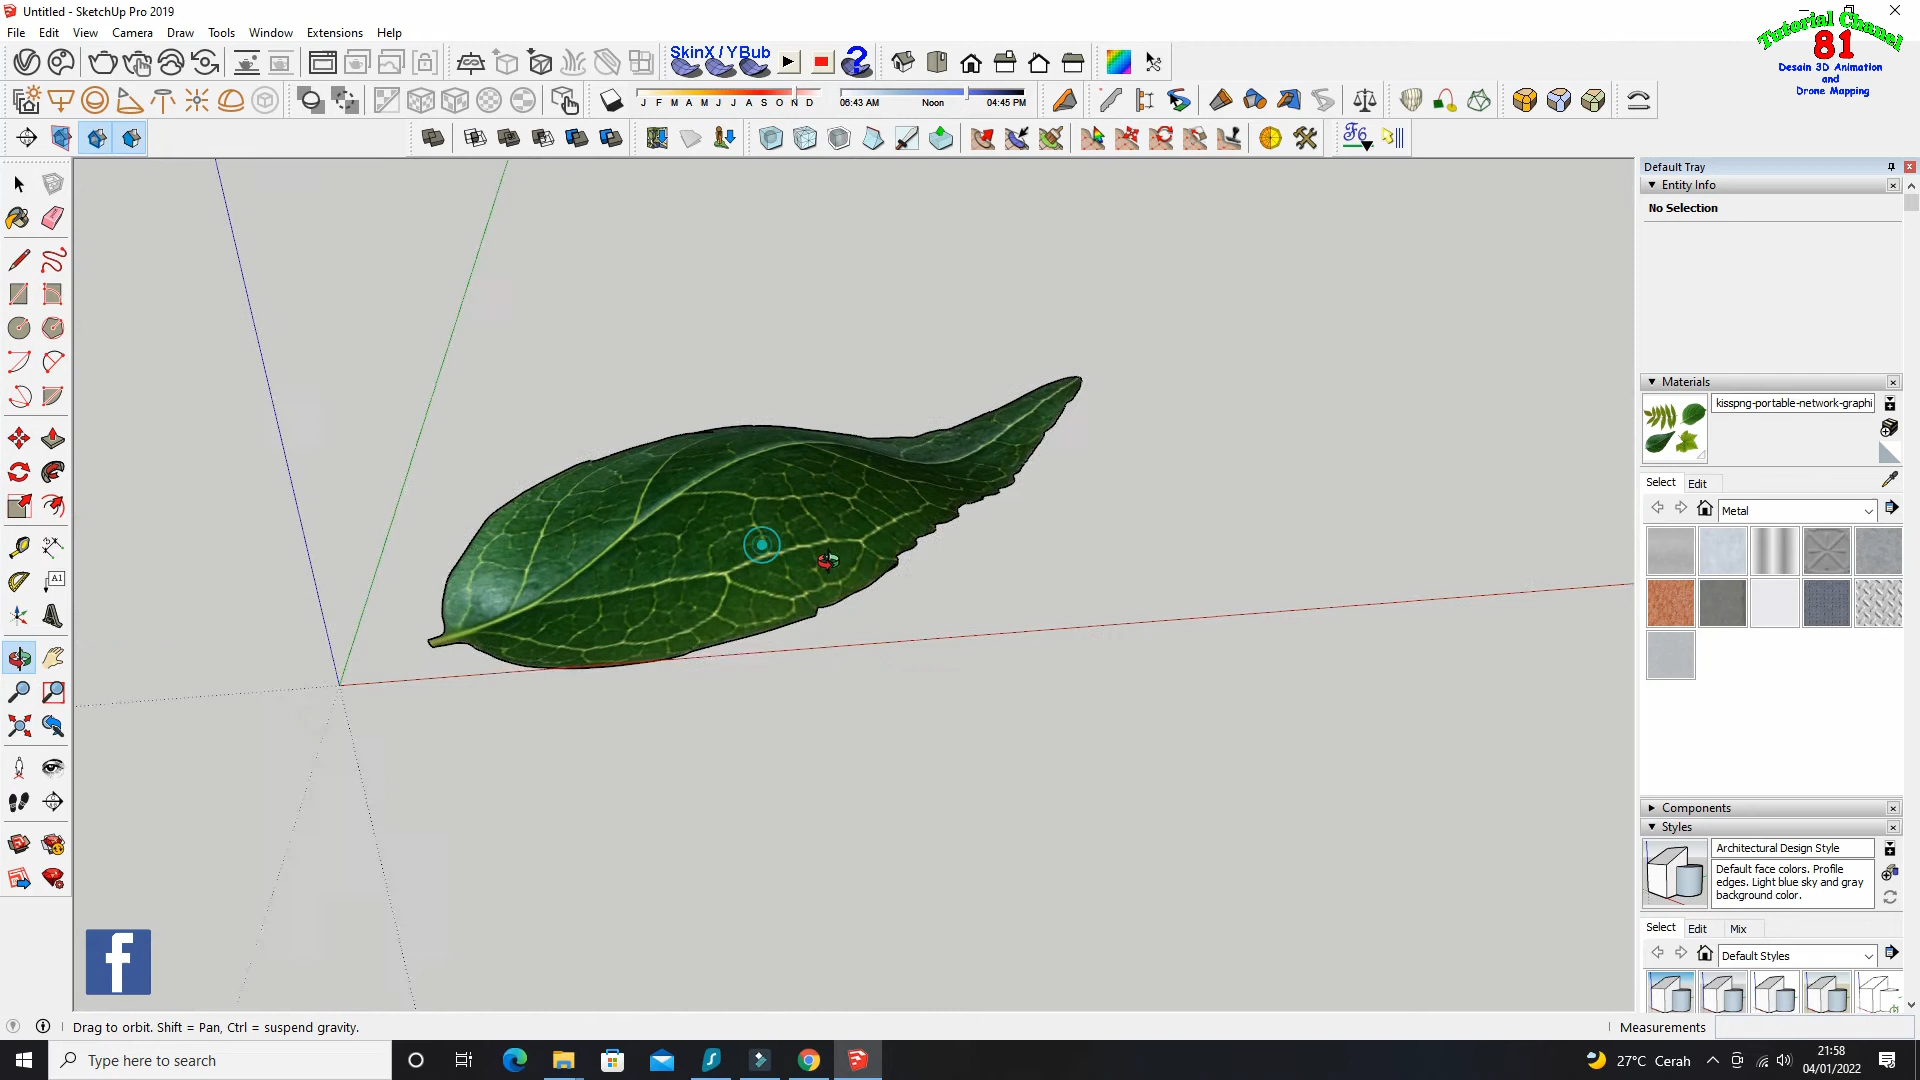 Untitled - SketchUp Pro 2019
File Edit View Camera Draw Tools Window Extensions Help
Tutorial Chanel
81
Desain 3D Animation
and
Drone Mapping
SkinX / YBub
J F M A M J J A S O N D 06:43 AM Noon 04:45 PM
F6
A1
Default Tray
Entity Info
No Selection
Materials
kisspng-portable-network-graphi
Select Edit
Metal
Components
Styles
Architectural Design Style
Default face colors. Profile
edges. Light blue sky and gray
background color.
Select Edit Mix
Default Styles
f
Drag to orbit. Shift = Pan, Ctrl = suspend gravity.
Measurements
Type here to search
27°C Cerah
21:58
04/01/2022